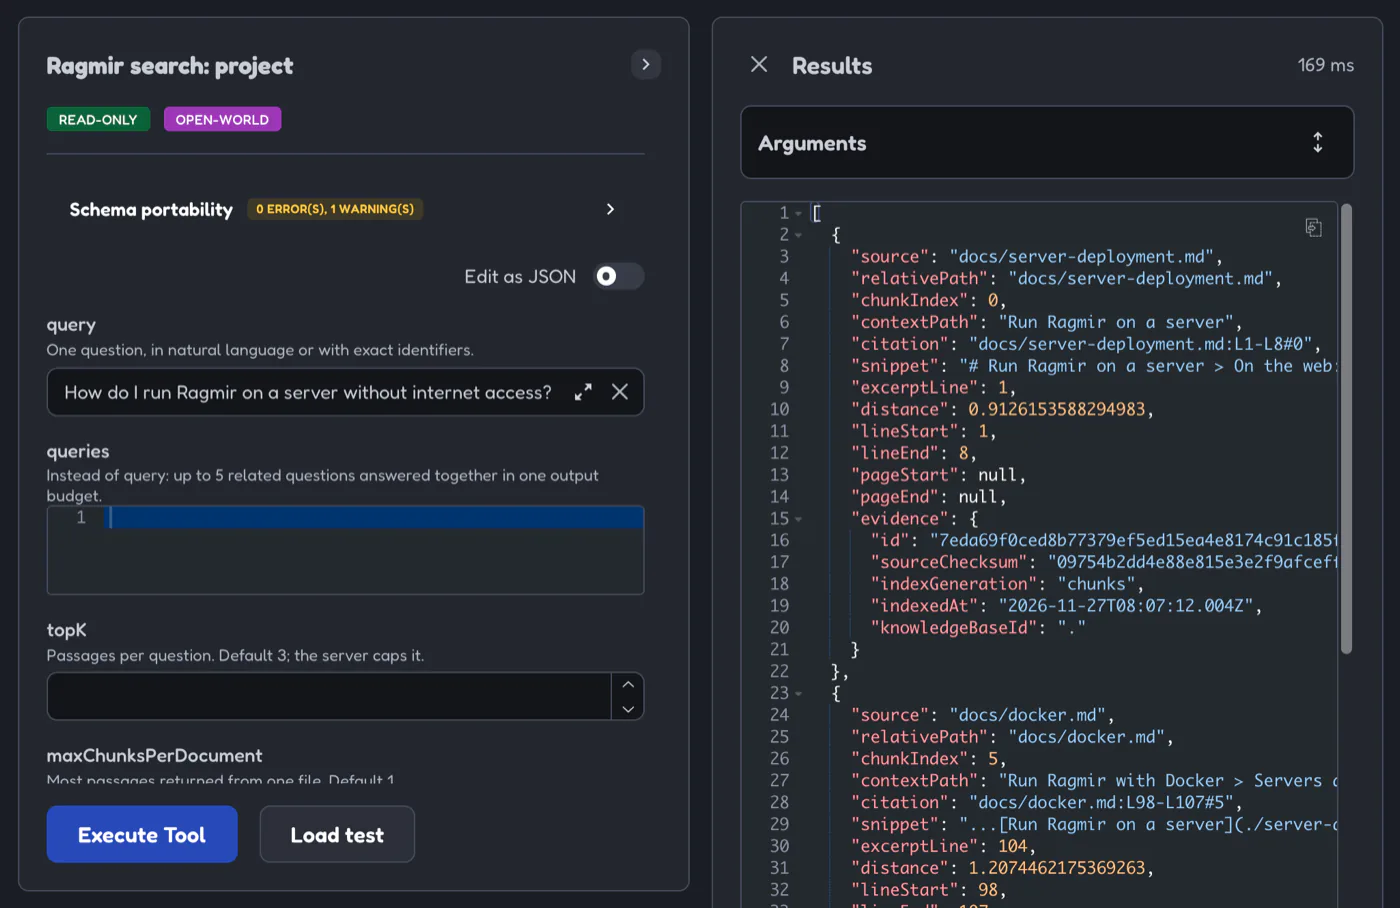 Ragmir search: project
READ-ONLY
OPEN-WORLD
Schema portability
0 ERROR(S), 1 WARNING(S)
Edit as JSON
query
One question, in natural language or with exact identifiers.
How do I run Ragmir on a server without internet access?
queries
Instead of query: up to 5 related questions answered together in one output
budget.
1
topK
Passages per question. Default 3; the server caps it.
maxChunksPerDocument
Most passages returned from one file. Default 1
Execute Tool
Load test
Results
169 ms
Arguments
1 [
2 {
3 "source": "docs/server-deployment.md",
4 "relativePath": "docs/server-deployment.md",
5 "chunkIndex": 0,
6 "contextPath": "Run Ragmir on a server",
7 "citation": "docs/server-deployment.md:L1-L8#0",
8 "snippet": "# Run Ragmir on a server > On the web:
9 "excerptLine": 1,
10 "distance": 0.9126153588294983,
11 "lineStart": 1,
12 "lineEnd": 8,
13 "pageStart": null,
14 "pageEnd": null,
15 "evidence": {
16 "id": "7eda69f0ced8b77379ef5ed15ea4e8174c91c185f
17 "sourceChecksum": "09754b2dd4e88e815e3e2f9afceff
18 "indexGeneration": "chunks",
19 "indexedAt": "2026-11-27T08:07:12.004Z",
20 "knowledgeBaseId": "."
21 }
22 },
23 {
24 "source": "docs/docker.md",
25 "relativePath": "docs/docker.md",
26 "chunkIndex": 5,
27 "contextPath": "Run Ragmir with Docker > Servers
28 "citation": "docs/docker.md:L98-L107#5",
29 "snippet": "...[Run Ragmir on a server](./server-
30 "excerptLine": 104,
31 "distance": 1.2074462175369263,
32 "lineStart": 98,